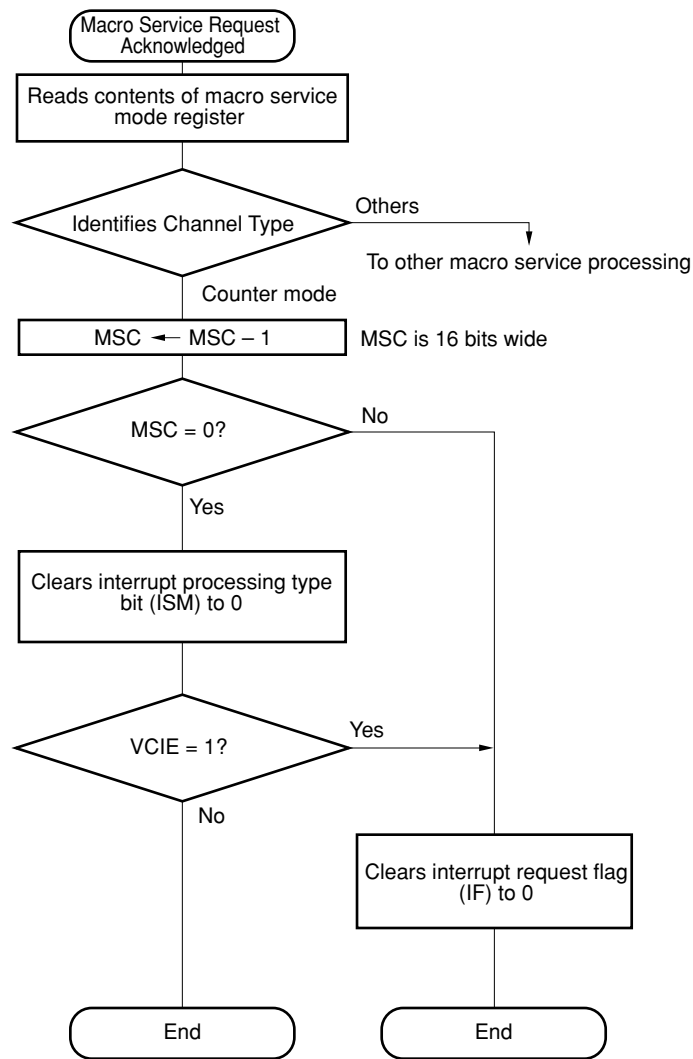 Macro Service Request
Acknowledged
Reads contents of macro service
mode register
Identifies Channel Type
Others
To other macro service processing
Counter mode
MSC ← MSC – 1
MSC is 16 bits wide
MSC = 0?
No
Yes
Clears interrupt processing type
bit (ISM) to 0
VCIE = 1?
Yes
No
Clears interrupt request flag
(IF) to 0
End
End